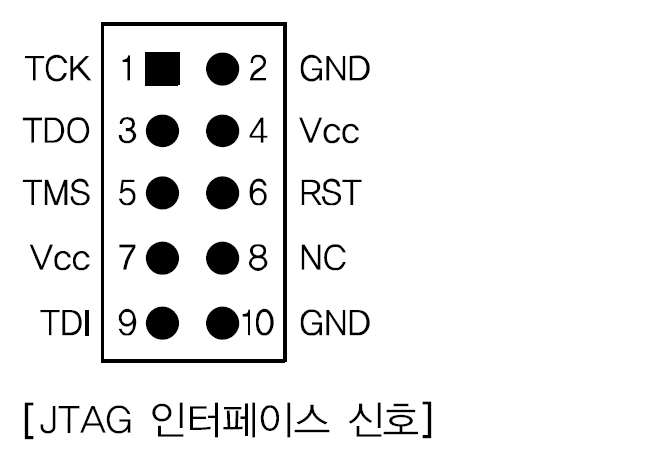 TCK 1 2 GND
TDO 3 4 Vcc
TMS 5 6 RST
Vcc 7 8 NC
TDI 9 10 GND
[JTAG 인터페이스 신호]